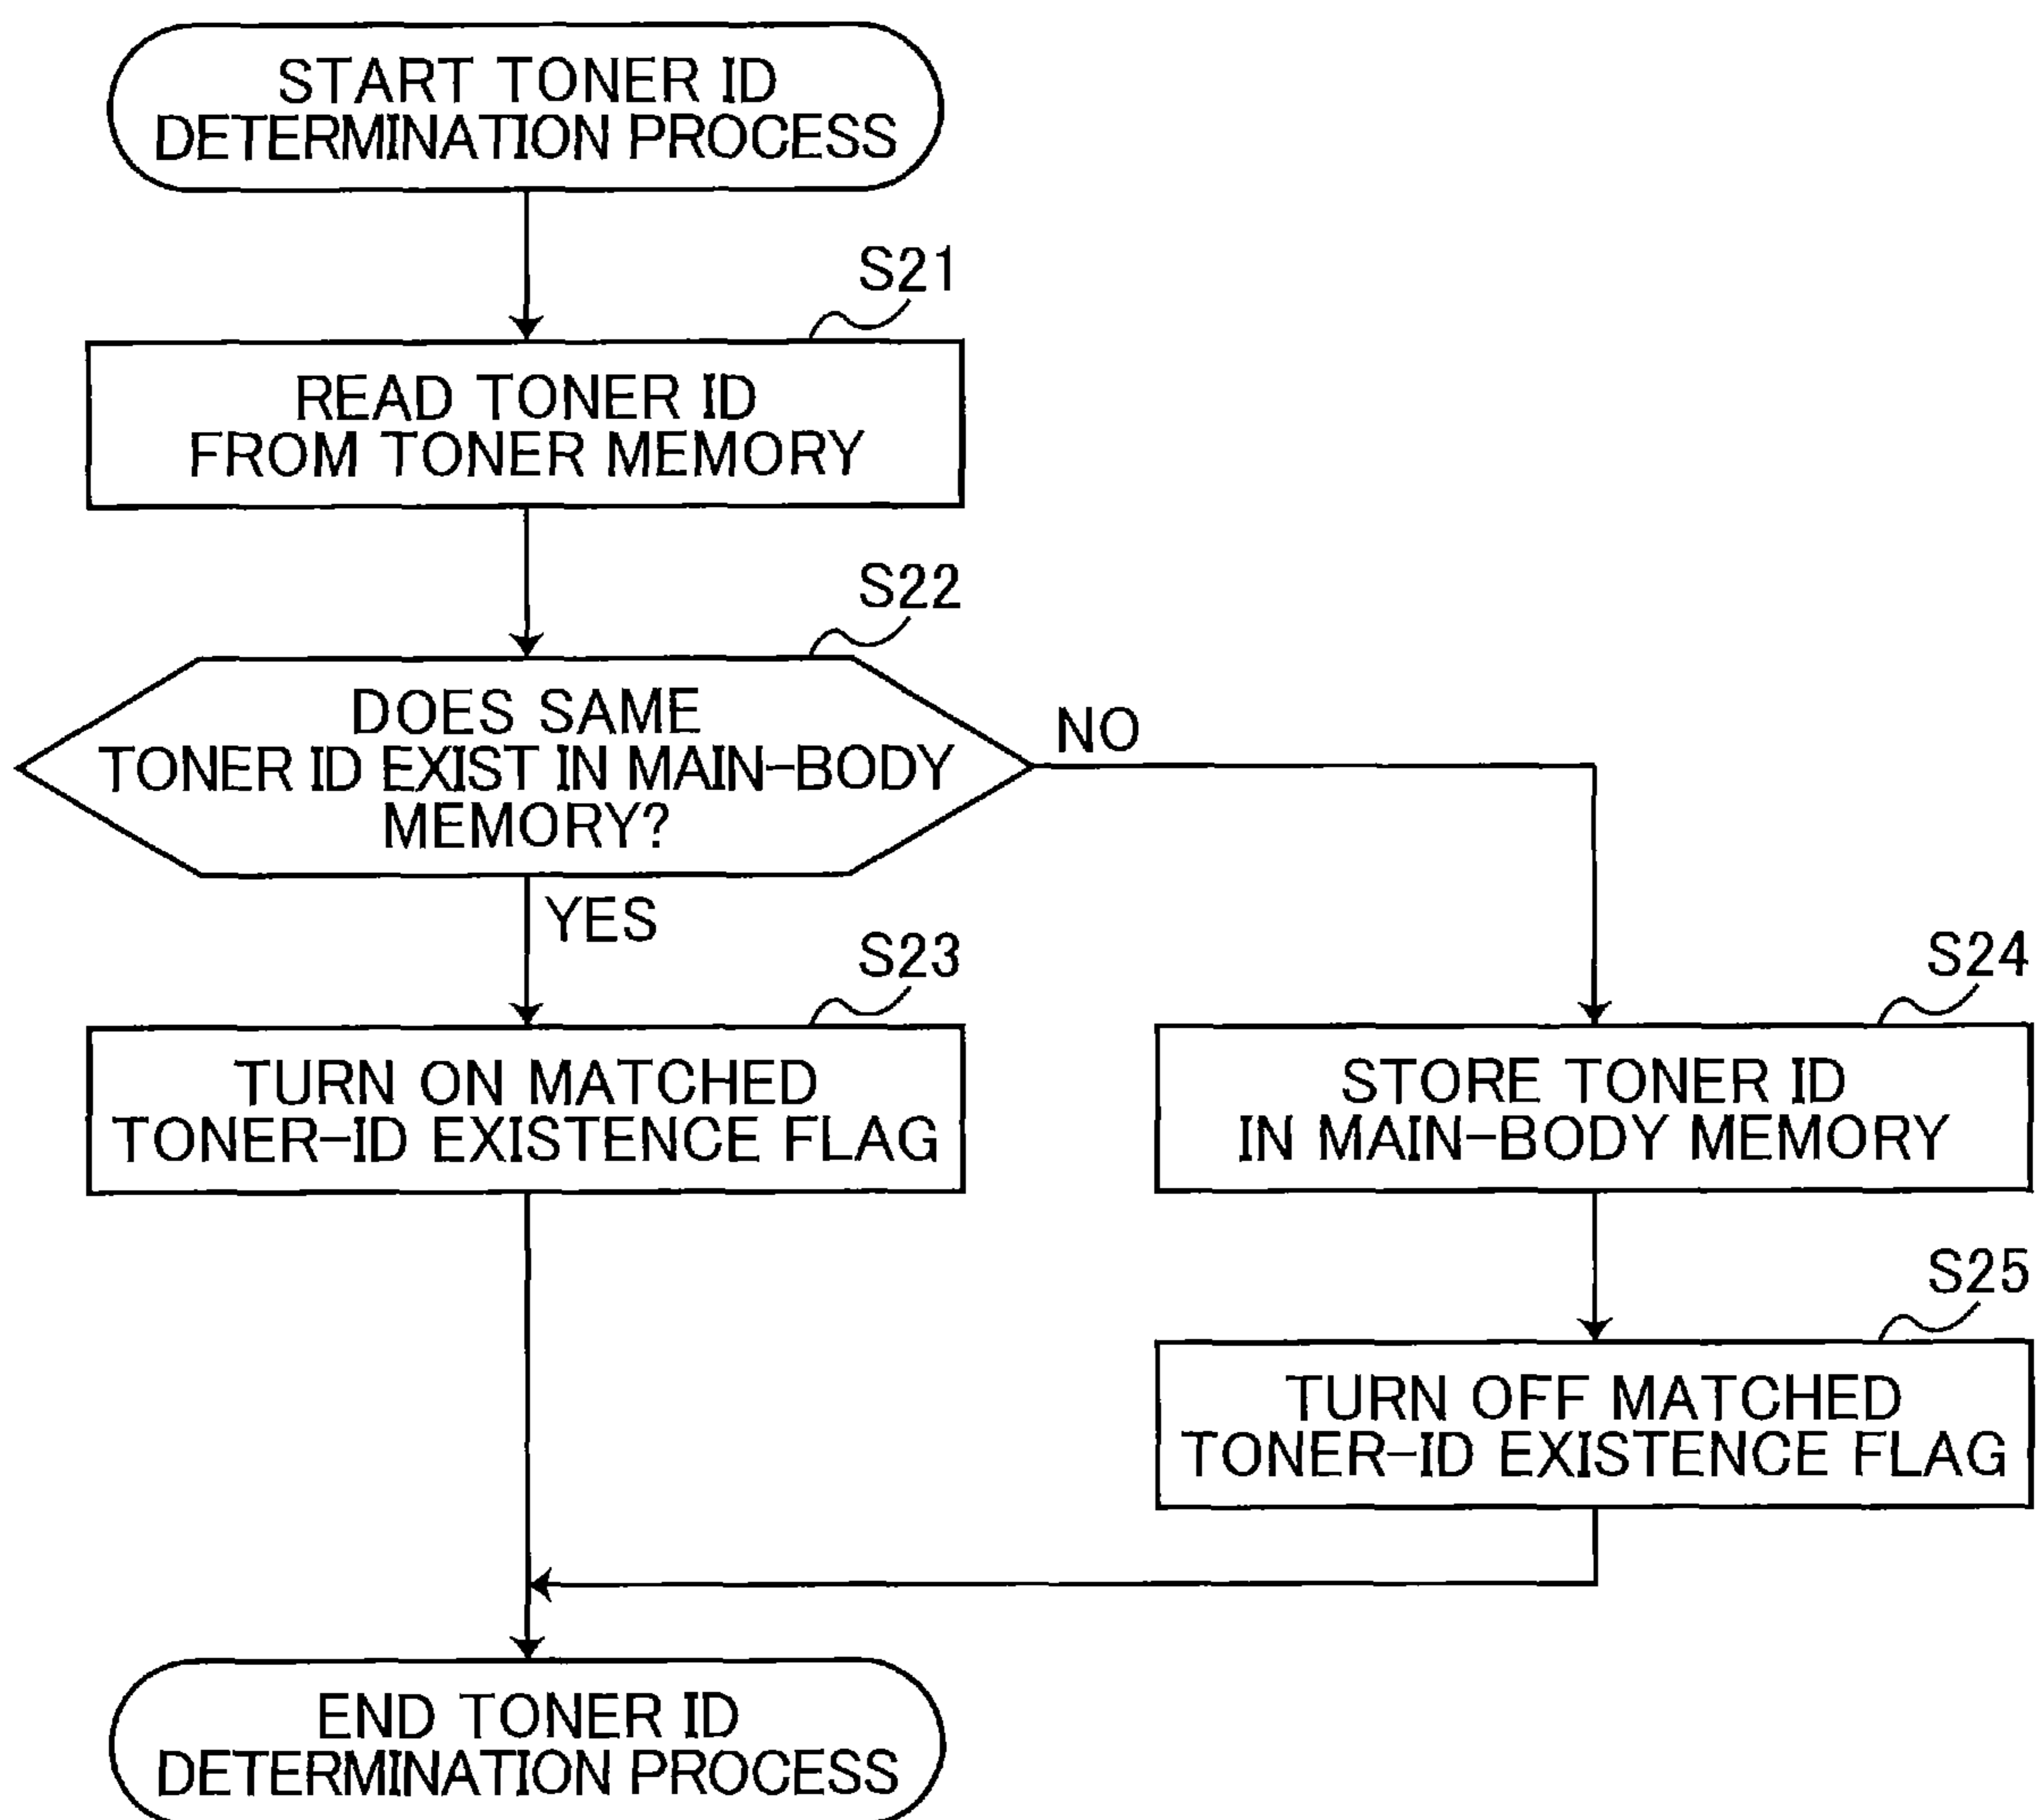 START TONER ID
DETERMINATION PROCESS
S21
READ TONER ID
FROM TONER MEMORY
S22
DOES SAME
TONER ID EXIST IN MAIN-BODY
MEMORY?
NO
YES
S23
TURN ON MATCHED
TONER-ID EXISTENCE FLAG
S24
STORE TONER ID
IN MAIN-BODY MEMORY
S25
TURN OFF MATCHED
TONER-ID EXISTENCE FLAG
END TONER ID
DETERMINATION PROCESS